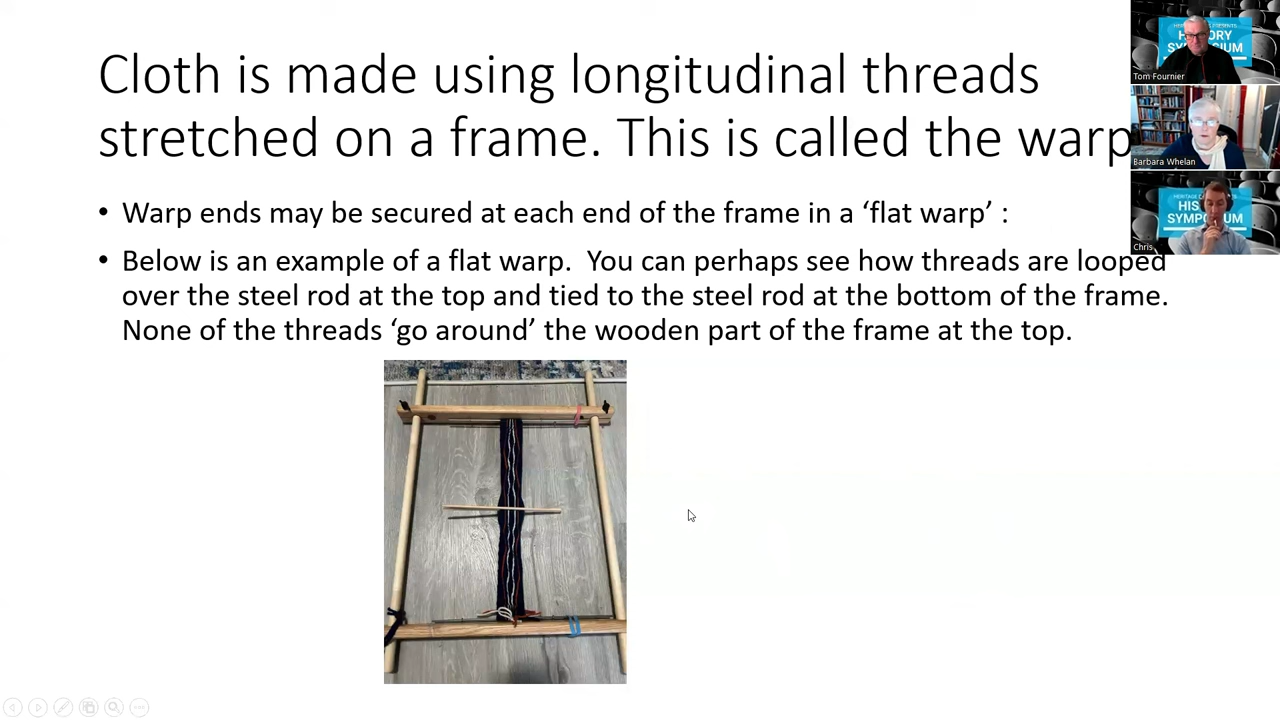 Cloth is made using longitudinal threads
stretched on a frame. This is called the warp
• Warp ends may be secured at each end of the frame in a ‘flat warp’ :
• Below is an example of a flat warp.  You can perhaps see how threads are looped
over the steel rod at the top and tied to the steel rod at the bottom of the frame.
None of the threads ‘go around’ the wooden part of the frame at the top.
Tom Fournier
Barbara Whelan
Chris